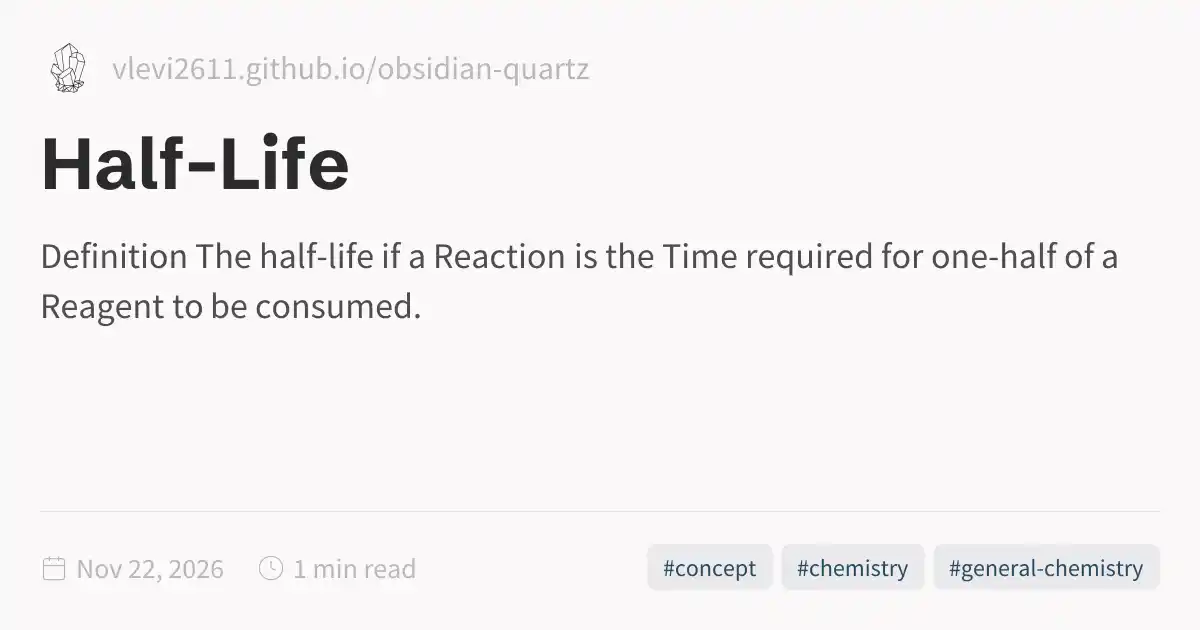 vlevi2611.github.io/obsidian-quartz
Half-Life
Definition The half-life if a Reaction is the Time required for one-half of a
Reagent to be consumed.
Nov 22, 2026 1 min read #concept #chemistry #general-chemistry